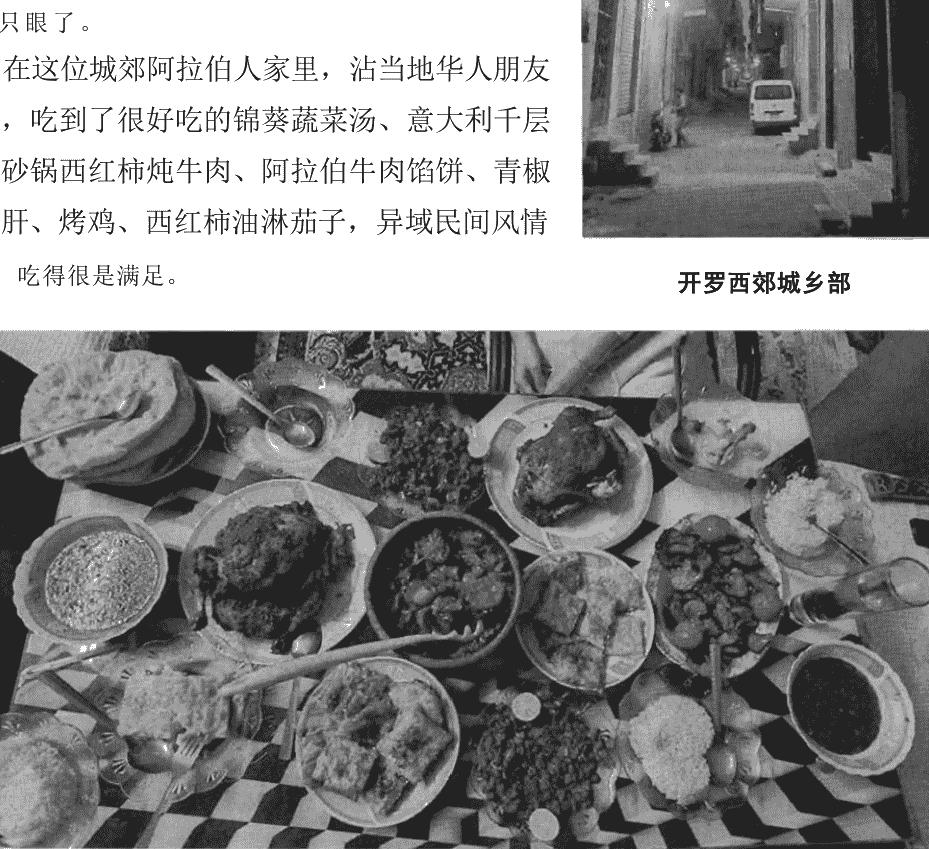 只眼了。
在这位城郊阿拉伯人家里，沾当地华人朋友
，吃到了很好吃的锦葵蔬菜汤、意大利千层
砂锅西红柿炖牛肉、阿拉伯牛肉馅饼、青椒
肝、烤鸡、西红柿油淋茄子，异域民间风情
吃得很是满足。
开罗西郊城乡部